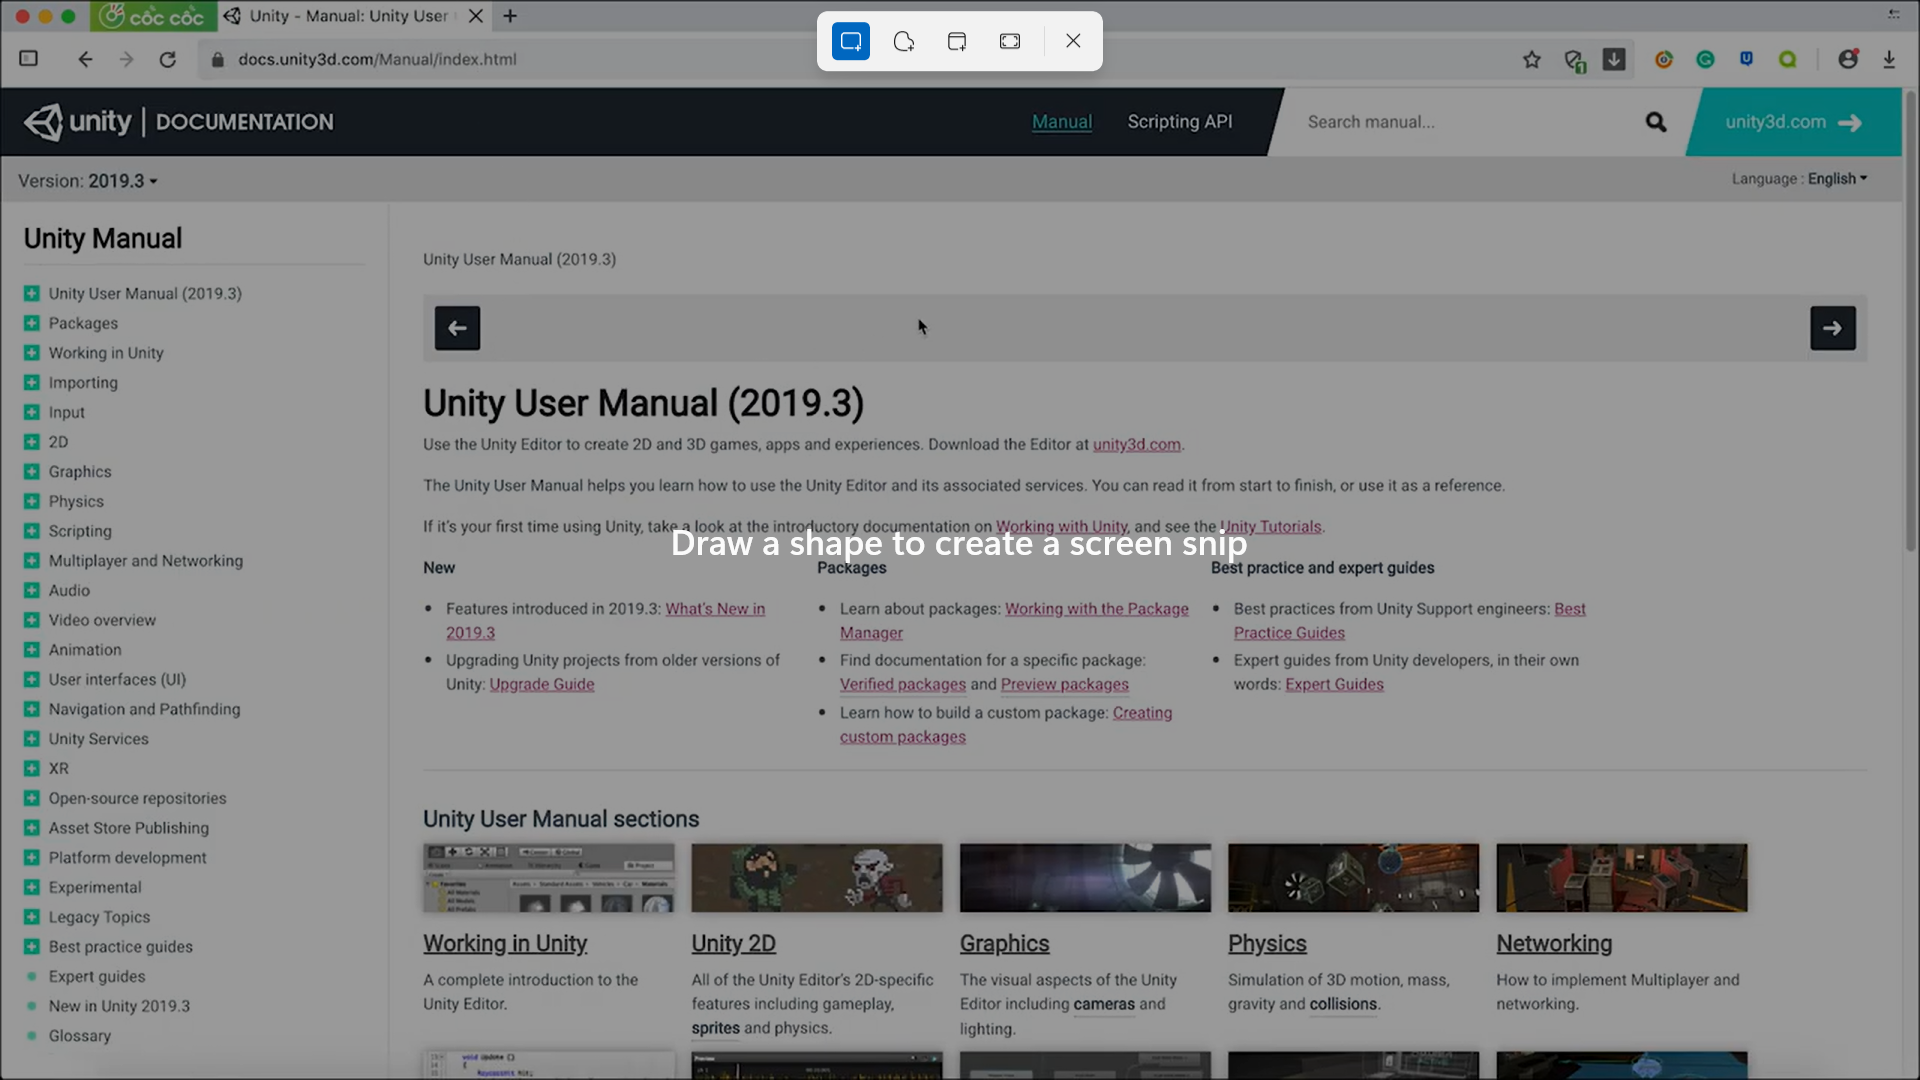 cốc cốc
Unity - Manual: Unity User
docs.unity3d.com/Manual/index.html
unity | DOCUMENTATION
Manual
Scripting API
Search manual...
unity3d.com
Version: 2019.3
Language : English
Unity Manual
Unity User Manual (2019.3)
Packages
Working in Unity
Importing
Input
2D
Graphics
Physics
Scripting
Multiplayer and Networking
Audio
Video overview
Animation
User interfaces (UI)
Navigation and Pathfinding
Unity Services
XR
Open-source repositories
Asset Store Publishing
Platform development
Experimental
Legacy Topics
Best practice guides
Expert guides
New in Unity 2019.3
Glossary
Unity User Manual (2019.3)
Unity User Manual (2019.3)
Use the Unity Editor to create 2D and 3D games, apps and experiences. Download the Editor at unity3d.com.
The Unity User Manual helps you learn how to use the Unity Editor and its associated services. You can read it from start to finish, or use it as a reference.
If it's your first time using Unity, take a look at the introductory documentation on Working with Unity, and see the Unity Tutorials.
Draw a shape to create a screen snip
New
Features introduced in 2019.3: What's New in
2019.3
Upgrading Unity projects from older versions of
Unity: Upgrade Guide
Packages
Learn about packages: Working with the Package
Manager
Find documentation for a specific package:
Verified packages and Preview packages
Learn how to build a custom package: Creating
custom packages
Best practice and expert guides
Best practices from Unity Support engineers: Best
Practice Guides
Expert guides from Unity developers, in their own
words: Expert Guides
Unity User Manual sections
Working in Unity
A complete introduction to the
Unity Editor.
Unity 2D
All of the Unity Editor's 2D-specific
features including gameplay,
sprites and physics.
Graphics
The visual aspects of the Unity
Editor including cameras and
lighting.
Physics
Simulation of 3D motion, mass,
gravity and collisions.
Networking
How to implement Multiplayer and
networking.
void Update ()